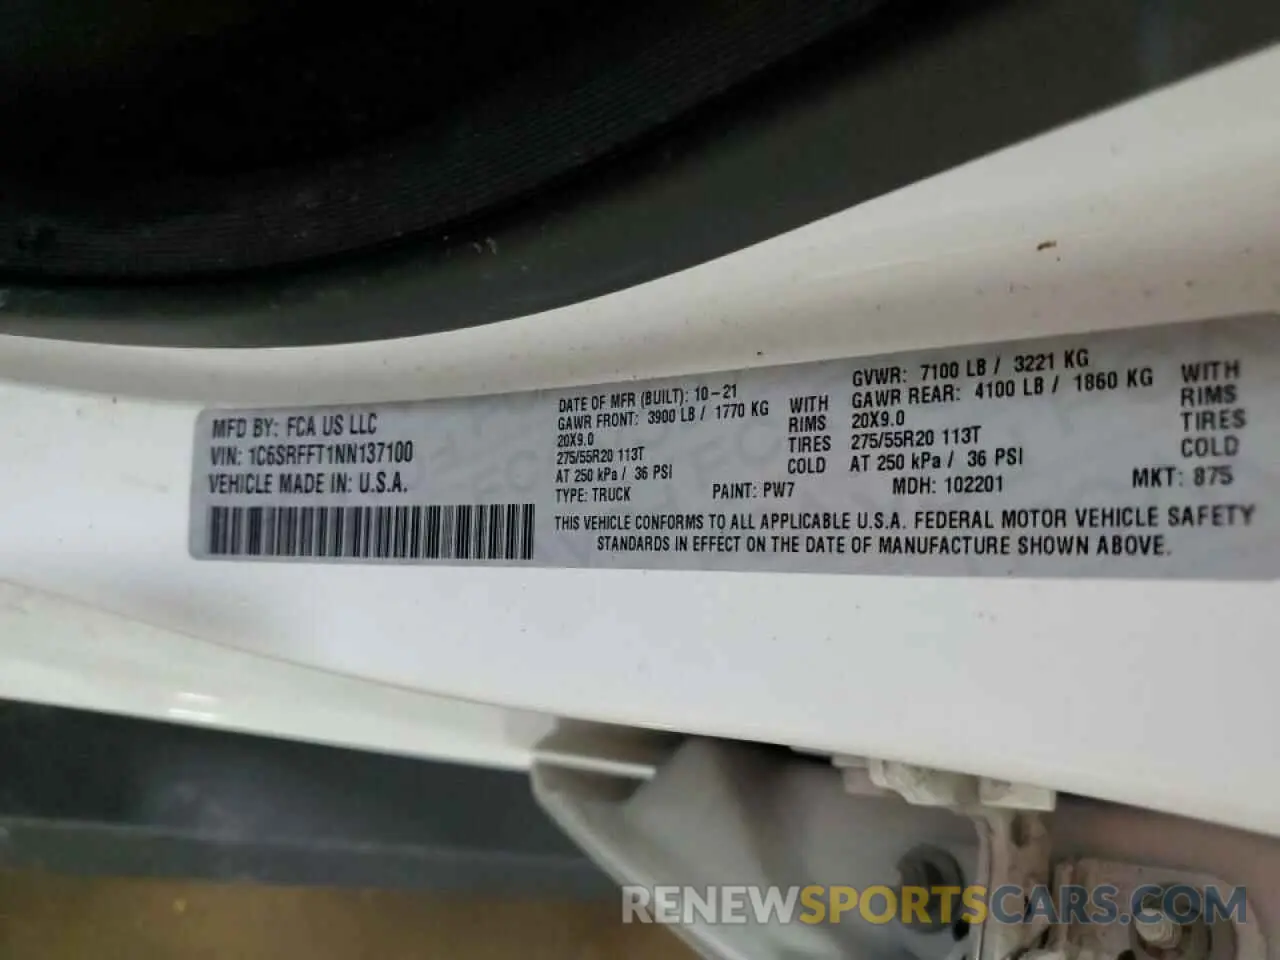 MFD BY: FCA US LLC
VIN: 1C6SRFFT1NN137100
VEHICLE MADE IN: U.S.A.
DATE OF MFR (BUILT): 10-21
GAWR FRONT: 3900 LB / 1770 KG WITH
20X9.0 RIMS
275/55R20 113T TIRES
AT 250 kPa / 36 PSI COLD
GVWR: 7100 LB / 3221 KG
GAWR REAR: 4100 LB / 1860 KG WITH
20X9.0 RIMS
275/55R20 113T TIRES
AT 250 kPa / 36 PSI COLD
TYPE: TRUCK PAINT: PW7 MDH: 102201 MKT: 875
THIS VEHICLE CONFORMS TO ALL APPLICABLE U.S.A. FEDERAL MOTOR VEHICLE SAFETY
STANDARDS IN EFFECT ON THE DATE OF MANUFACTURE SHOWN ABOVE.
RENEWSPORTSCARS.COM